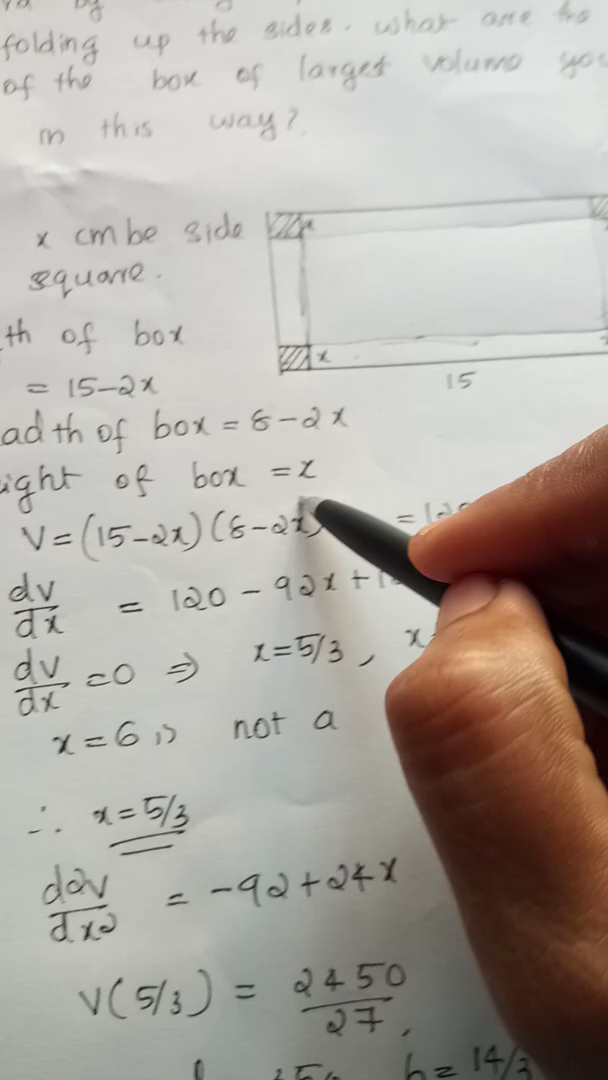 folding up the sides. what are the
of the box of largest volume you
in this way?
x cm be side
square.
x
15
th of box
= 15-2x
adth of box = 8-2x
ight of box = x
V = (15-2x)(8-2x) = 12
dv/dx = 120 - 92x + 1
dv/dx = 0 ⇒ x = 5/3 , x
x = 6 is not a
∴ x = 5/3
d2v/dx2 = -92 + 24x
V(5/3) = 2450/27 ,
h = 14/3